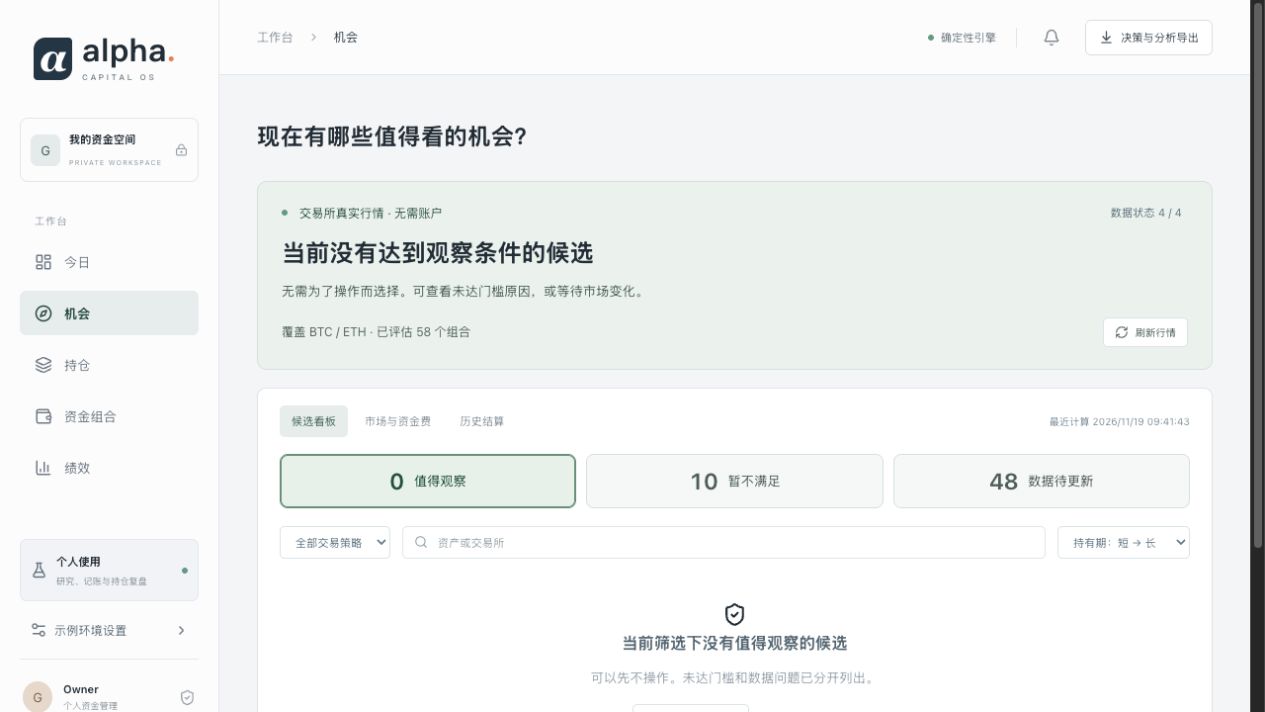 alpha.
CAPITAL OS
G
我的资金空间
PRIVATE WORKSPACE
工作台
今日
机会
持仓
资金组合
绩效
个人使用
研究、记账与持仓复盘
示例环境设置
G
Owner
个人资金管理
工作台 > 机会
确定性引擎
决策与分析导出
现在有哪些值得看的机会?
交易所真实行情 · 无需账户
数据状态 4 / 4
当前没有达到观察条件的候选
无需为了操作而选择。可查看未达门槛原因，或等待市场变化。
覆盖 BTC / ETH · 已评估 58 个组合
刷新行情
候选看板
市场与资金费
历史结算
最近计算 2026/11/19 09:41:43
0 值得观察
10 暂不满足
48 数据待更新
全部交易策略
资产或交易所
持有期：短 → 长
当前筛选下没有值得观察的候选
可以先不操作。未达门槛和数据问题已分开列出。